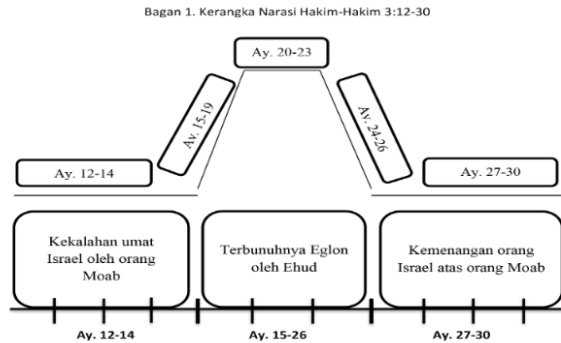 Bagan 1. Kerangka Narasi Hakim-Hakim 3:12-30
Ay. 20-23
Ay. 15-19
Ay. 24-26
Ay. 12-14
Ay. 27-30
Kekalahan umat
Israel oleh orang
Moab
Terbunuhnya Eglon
oleh Ehud
Kemenangan orang
Israel atas orang Moab
Ay. 12-14
Ay. 15-26
Ay. 27-30